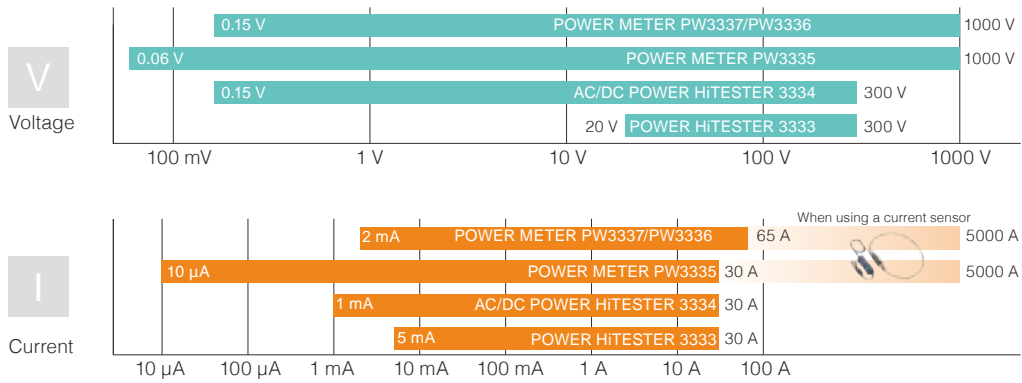 0.15 V POWER METER PW3337/PW3336 1000 V
0.06 V POWER METER PW3335 1000 V
V
0.15 V AC/DC POWER HiTESTER 3334 300 V
Voltage
20 V POWER HiTESTER 3333 300 V
100 mV 1 V 10 V 100 V 1000 V
When using a current sensor
2 mA POWER METER PW3337/PW3336 65 A 5000 A
10 µA POWER METER PW3335 30 A 5000 A
I
1 mA AC/DC POWER HiTESTER 3334 30 A
Current
5 mA POWER HiTESTER 3333 30 A
10 µA 100 µA 1 mA 10 mA 100 mA 1 A 10 A 100 A